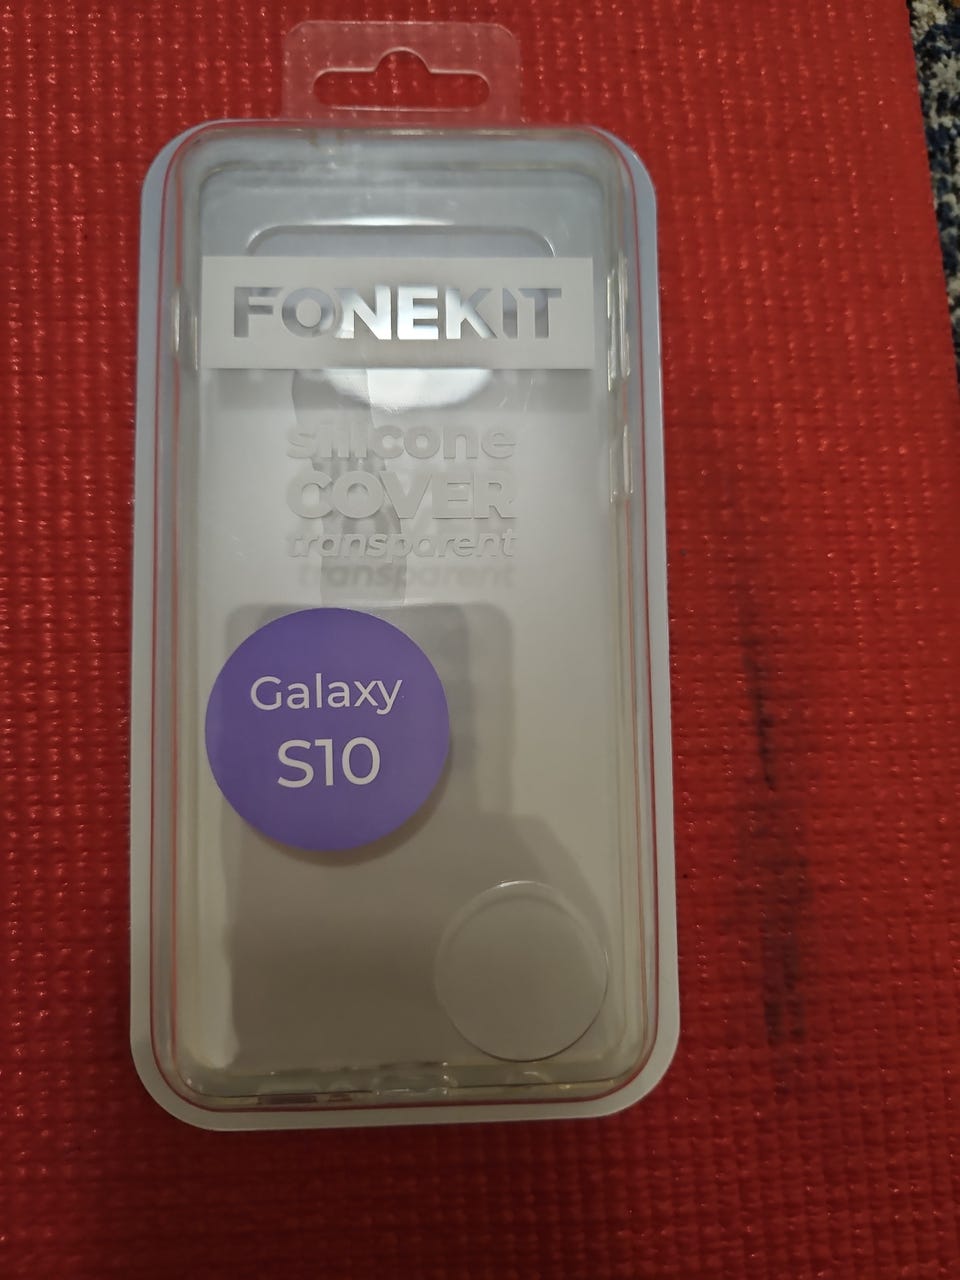 FONEKIT
silicone
COVER
transparent
Galaxy
S10